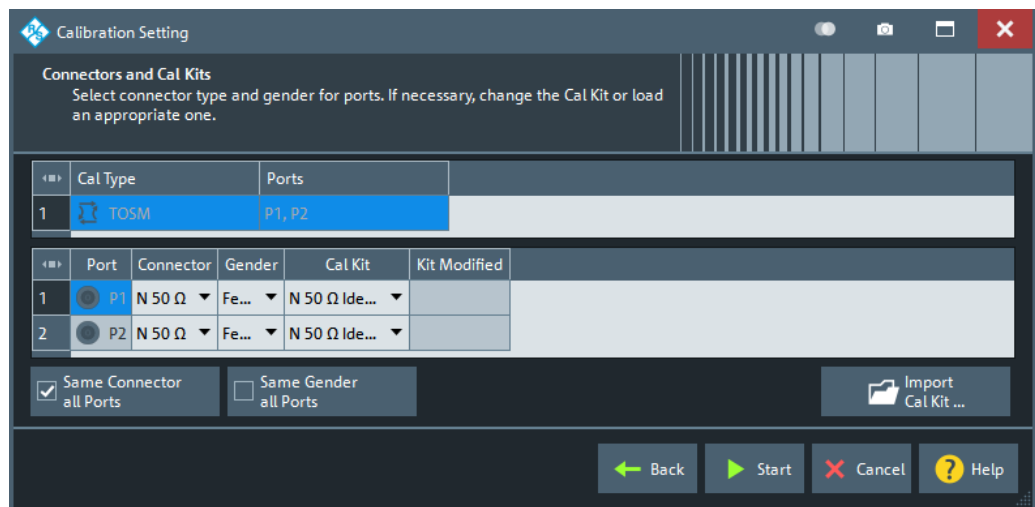 R S
Calibration Setting
Connectors and Cal Kits
Select connector type and gender for ports. If necessary, change the Cal Kit or load
an appropriate one.
Cal Type Ports
1 TOSM P1, P2
Port Connector Gender Cal Kit Kit Modified
1 P1 N 50 Ω Fe... N 50 Ω Ide...
2 P2 N 50 Ω Fe... N 50 Ω Ide...
Same Connector
all Ports
Same Gender
all Ports
Import
Cal Kit ...
Back Start Cancel ? Help